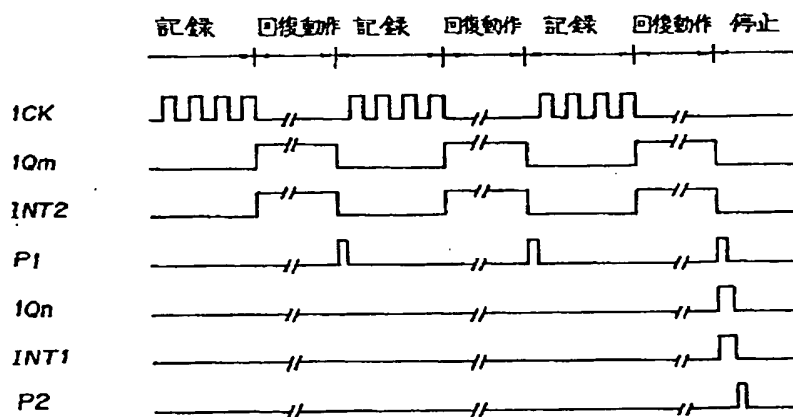 記録 回復動作 記録 回復動作 記録 回復動作 停止
1CK
1Qm
INT2
P1
1Qn
INT1
P2